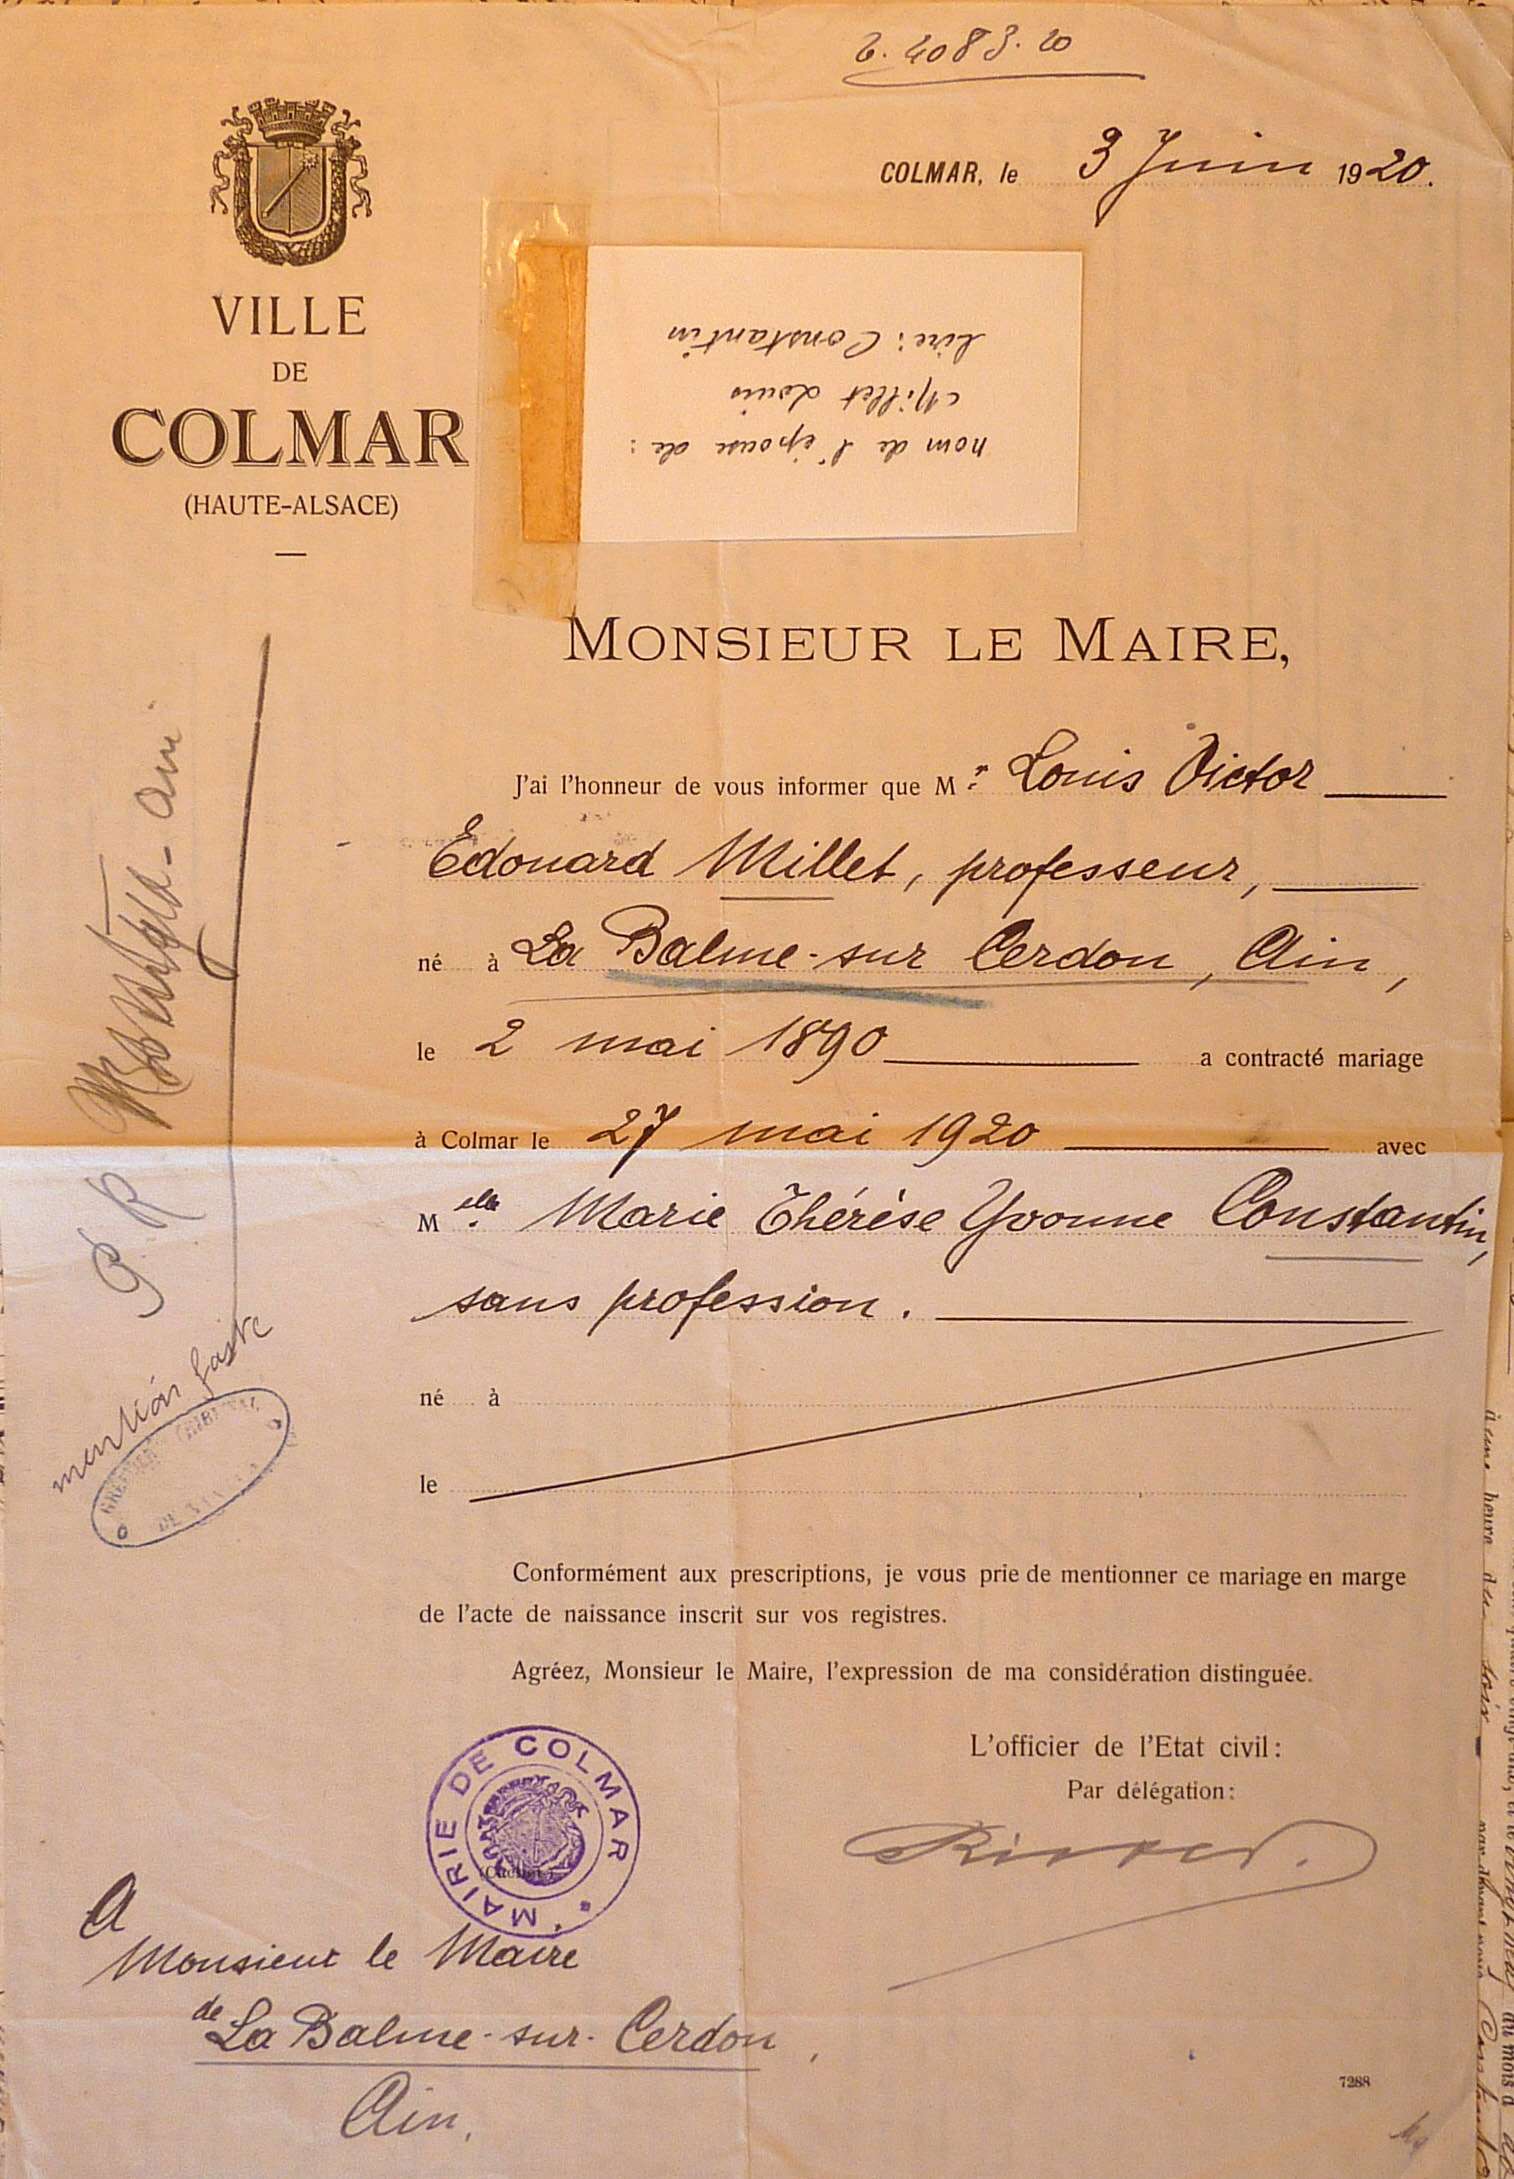 COLMAR, le 3 Juin 1920.
VILLE
DE
COLMAR
(HAUTE-ALSACE)
nom de l'épouse de :
Millet Louis
lire : Constantin
MONSIEUR LE MAIRE,
J'ai l'honneur de vous informer que Mr. Louis Victor
Edouard Millet, professeur,
né à La Balme-sur Cerdon, Ain,
le 2 mai 1890 a contracté mariage
à Colmar le 27 mai 1920 avec
Melle. Marie Thérèse Yvonne Constantin,
sans profession.
né à
le
P R
mention faite
Conformément aux prescriptions, je vous prie de mentionner ce mariage en marge
de l'acte de naissance inscrit sur vos registres.
Agréez, Monsieur le Maire, l'expression de ma considération distinguée.
L'officier de l'Etat civil:
Par délégation:
MAIRIE DE COLMAR
A
Monsieur le Maire
de La Balme-sur-Cerdon,
Ain.
7288